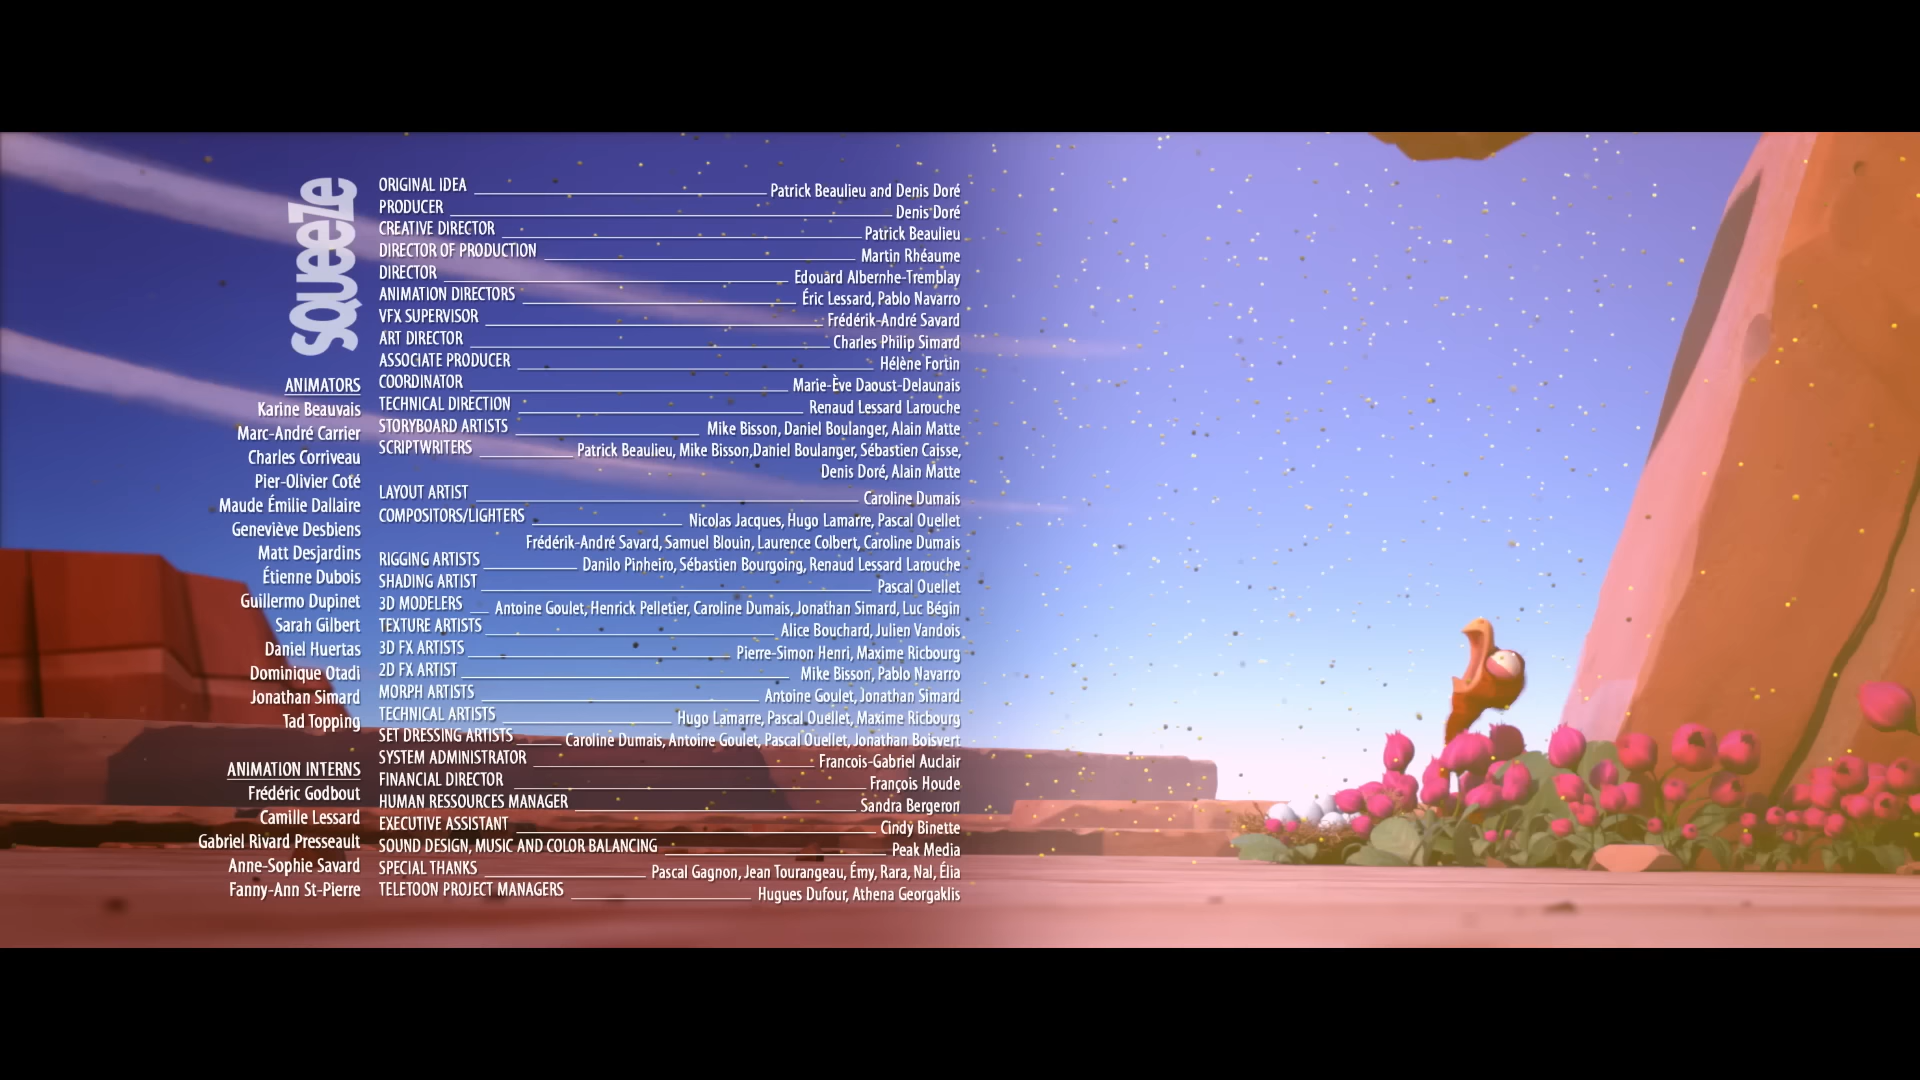 squeeze
ANIMATORS
Karine Beauvais
Marc-André Carrier
Charles Corriveau
Pier-Olivier Coté
Maude Émilie Dallaire
Geneviève Desbiens
Matt Desjardins
Étienne Dubois
Guillermo Dupinet
Sarah Gilbert
Daniel Huertas
Dominique Otadi
Jonathan Simard
Tad Topping
ANIMATION INTERNS
Frédéric Godbout
Camille Lessard
Gabriel Rivard Presseault
Anne-Sophie Savard
Fanny-Ann St-Pierre
ORIGINAL IDEA Patrick Beaulieu and Denis Doré
PRODUCER Denis Doré
CREATIVE DIRECTOR Patrick Beaulieu
DIRECTOR OF PRODUCTION Martin Rhéaume
DIRECTOR Edouard Albernhe-Tremblay
ANIMATION DIRECTORS Éric Lessard, Pablo Navarro
VFX SUPERVISOR Frédérik-André Savard
ART DIRECTOR Charles Philip Simard
ASSOCIATE PRODUCER Hélène Fortin
COORDINATOR Marie-Ève Daoust-Delaunais
TECHNICAL DIRECTION Renaud Lessard Larouche
STORYBOARD ARTISTS Mike Bisson, Daniel Boulanger, Alain Matte
SCRIPTWRITERS Patrick Beaulieu, Mike Bisson,Daniel Boulanger, Sébastien Caisse,
Denis Doré, Alain Matte
LAYOUT ARTIST Caroline Dumais
COMPOSITORS/LIGHTERS Nicolas Jacques, Hugo Lamarre, Pascal Ouellet
Frédérik-André Savard, Samuel Blouin, Laurence Colbert, Caroline Dumais
RIGGING ARTISTS Danilo Pinheiro, Sébastien Bourgoing, Renaud Lessard Larouche
SHADING ARTIST Pascal Ouellet
3D MODELERS Antoine Goulet, Henrick Pelletier, Caroline Dumais, Jonathan Simard, Luc Bégin
TEXTURE ARTISTS Alice Bouchard, Julien Vandois
3D FX ARTISTS Pierre-Simon Henri, Maxime Ricbourg
2D FX ARTIST Mike Bisson, Pablo Navarro
MORPH ARTISTS Antoine Goulet, Jonathan Simard
TECHNICAL ARTISTS Hugo Lamarre, Pascal Ouellet, Maxime Ricbourg
SET DRESSING ARTISTS Caroline Dumais, Antoine Goulet, Pascal Ouellet, Jonathan Boisvert
SYSTEM ADMINISTRATOR Francois-Gabriel Auclair
FINANCIAL DIRECTOR François Houde
HUMAN RESSOURCES MANAGER Sandra Bergeron
EXECUTIVE ASSISTANT Cindy Binette
SOUND DESIGN, MUSIC AND COLOR BALANCING Peak Media
SPECIAL THANKS Pascal Gagnon, Jean Tourangeau, Émy, Rara, Nal, Élia
TELETOON PROJECT MANAGERS Hugues Dufour, Athena Georgaklis